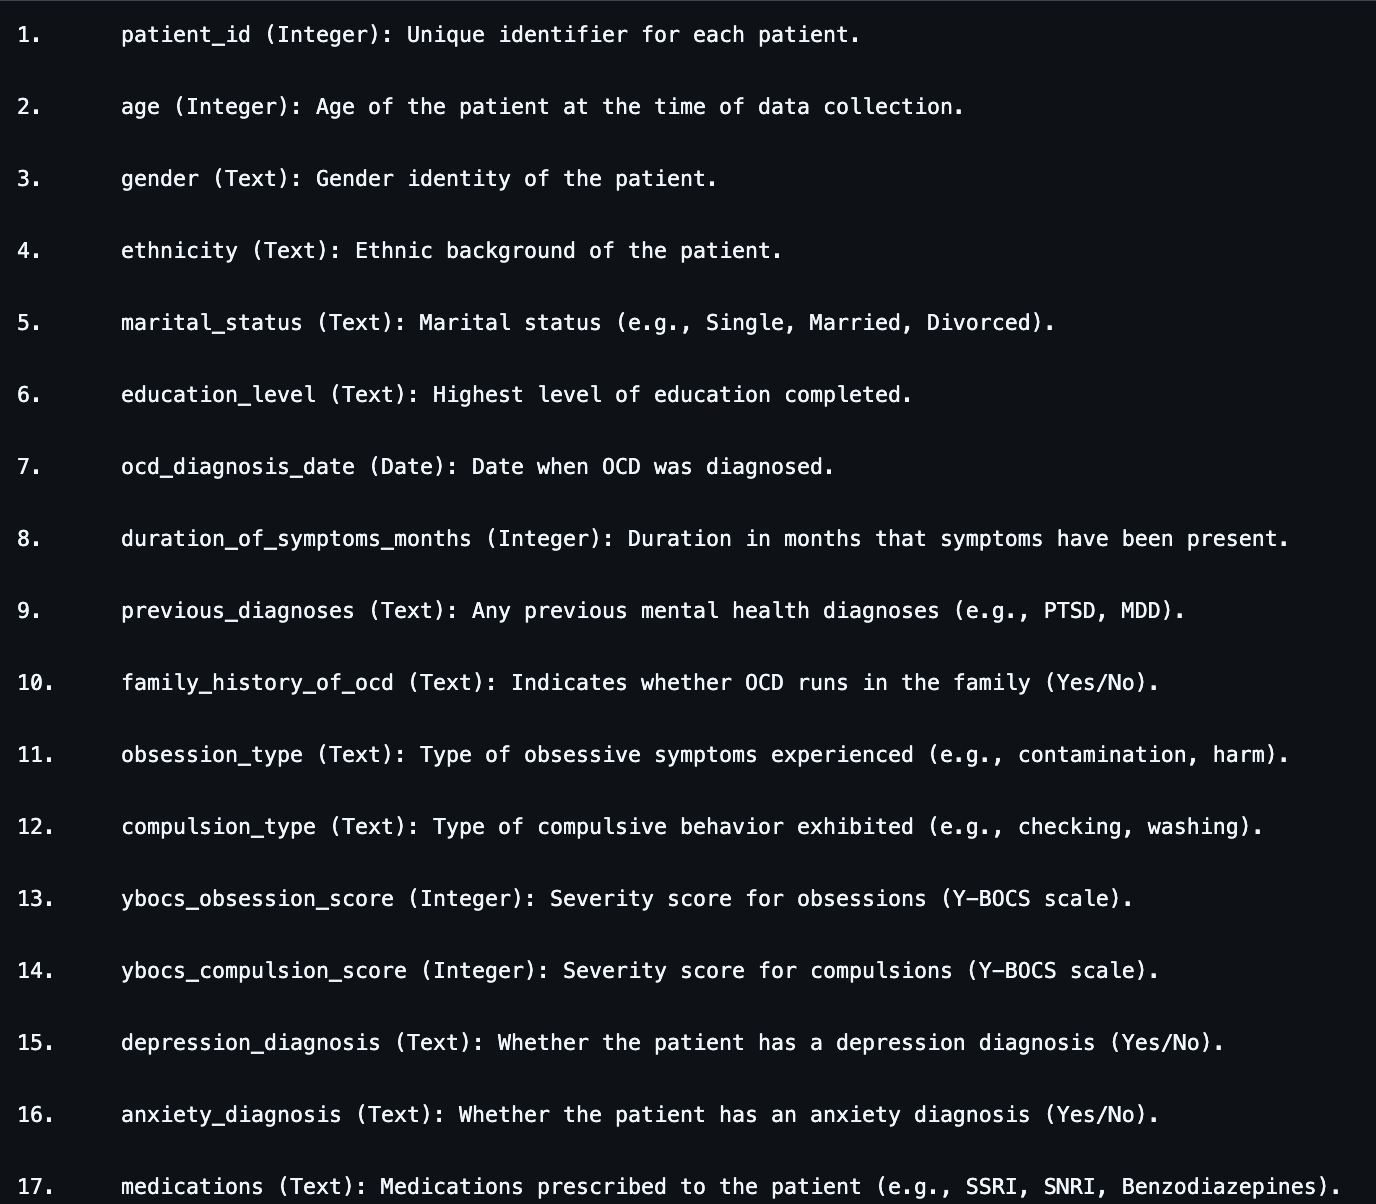 1. patient_id (Integer): Unique identifier for each patient.
2. age (Integer): Age of the patient at the time of data collection.
3. gender (Text): Gender identity of the patient.
4. ethnicity (Text): Ethnic background of the patient.
5. marital_status (Text): Marital status (e.g., Single, Married, Divorced).
6. education_level (Text): Highest level of education completed.
7. ocd_diagnosis_date (Date): Date when OCD was diagnosed.
8. duration_of_symptoms_months (Integer): Duration in months that symptoms have been present.
9. previous_diagnoses (Text): Any previous mental health diagnoses (e.g., PTSD, MDD).
10. family_history_of_ocd (Text): Indicates whether OCD runs in the family (Yes/No).
11. obsession_type (Text): Type of obsessive symptoms experienced (e.g., contamination, harm).
12. compulsion_type (Text): Type of compulsive behavior exhibited (e.g., checking, washing).
13. ybocs_obsession_score (Integer): Severity score for obsessions (Y-BOCS scale).
14. ybocs_compulsion_score (Integer): Severity score for compulsions (Y-BOCS scale).
15. depression_diagnosis (Text): Whether the patient has a depression diagnosis (Yes/No).
16. anxiety_diagnosis (Text): Whether the patient has an anxiety diagnosis (Yes/No).
17. medications (Text): Medications prescribed to the patient (e.g., SSRI, SNRI, Benzodiazepines).